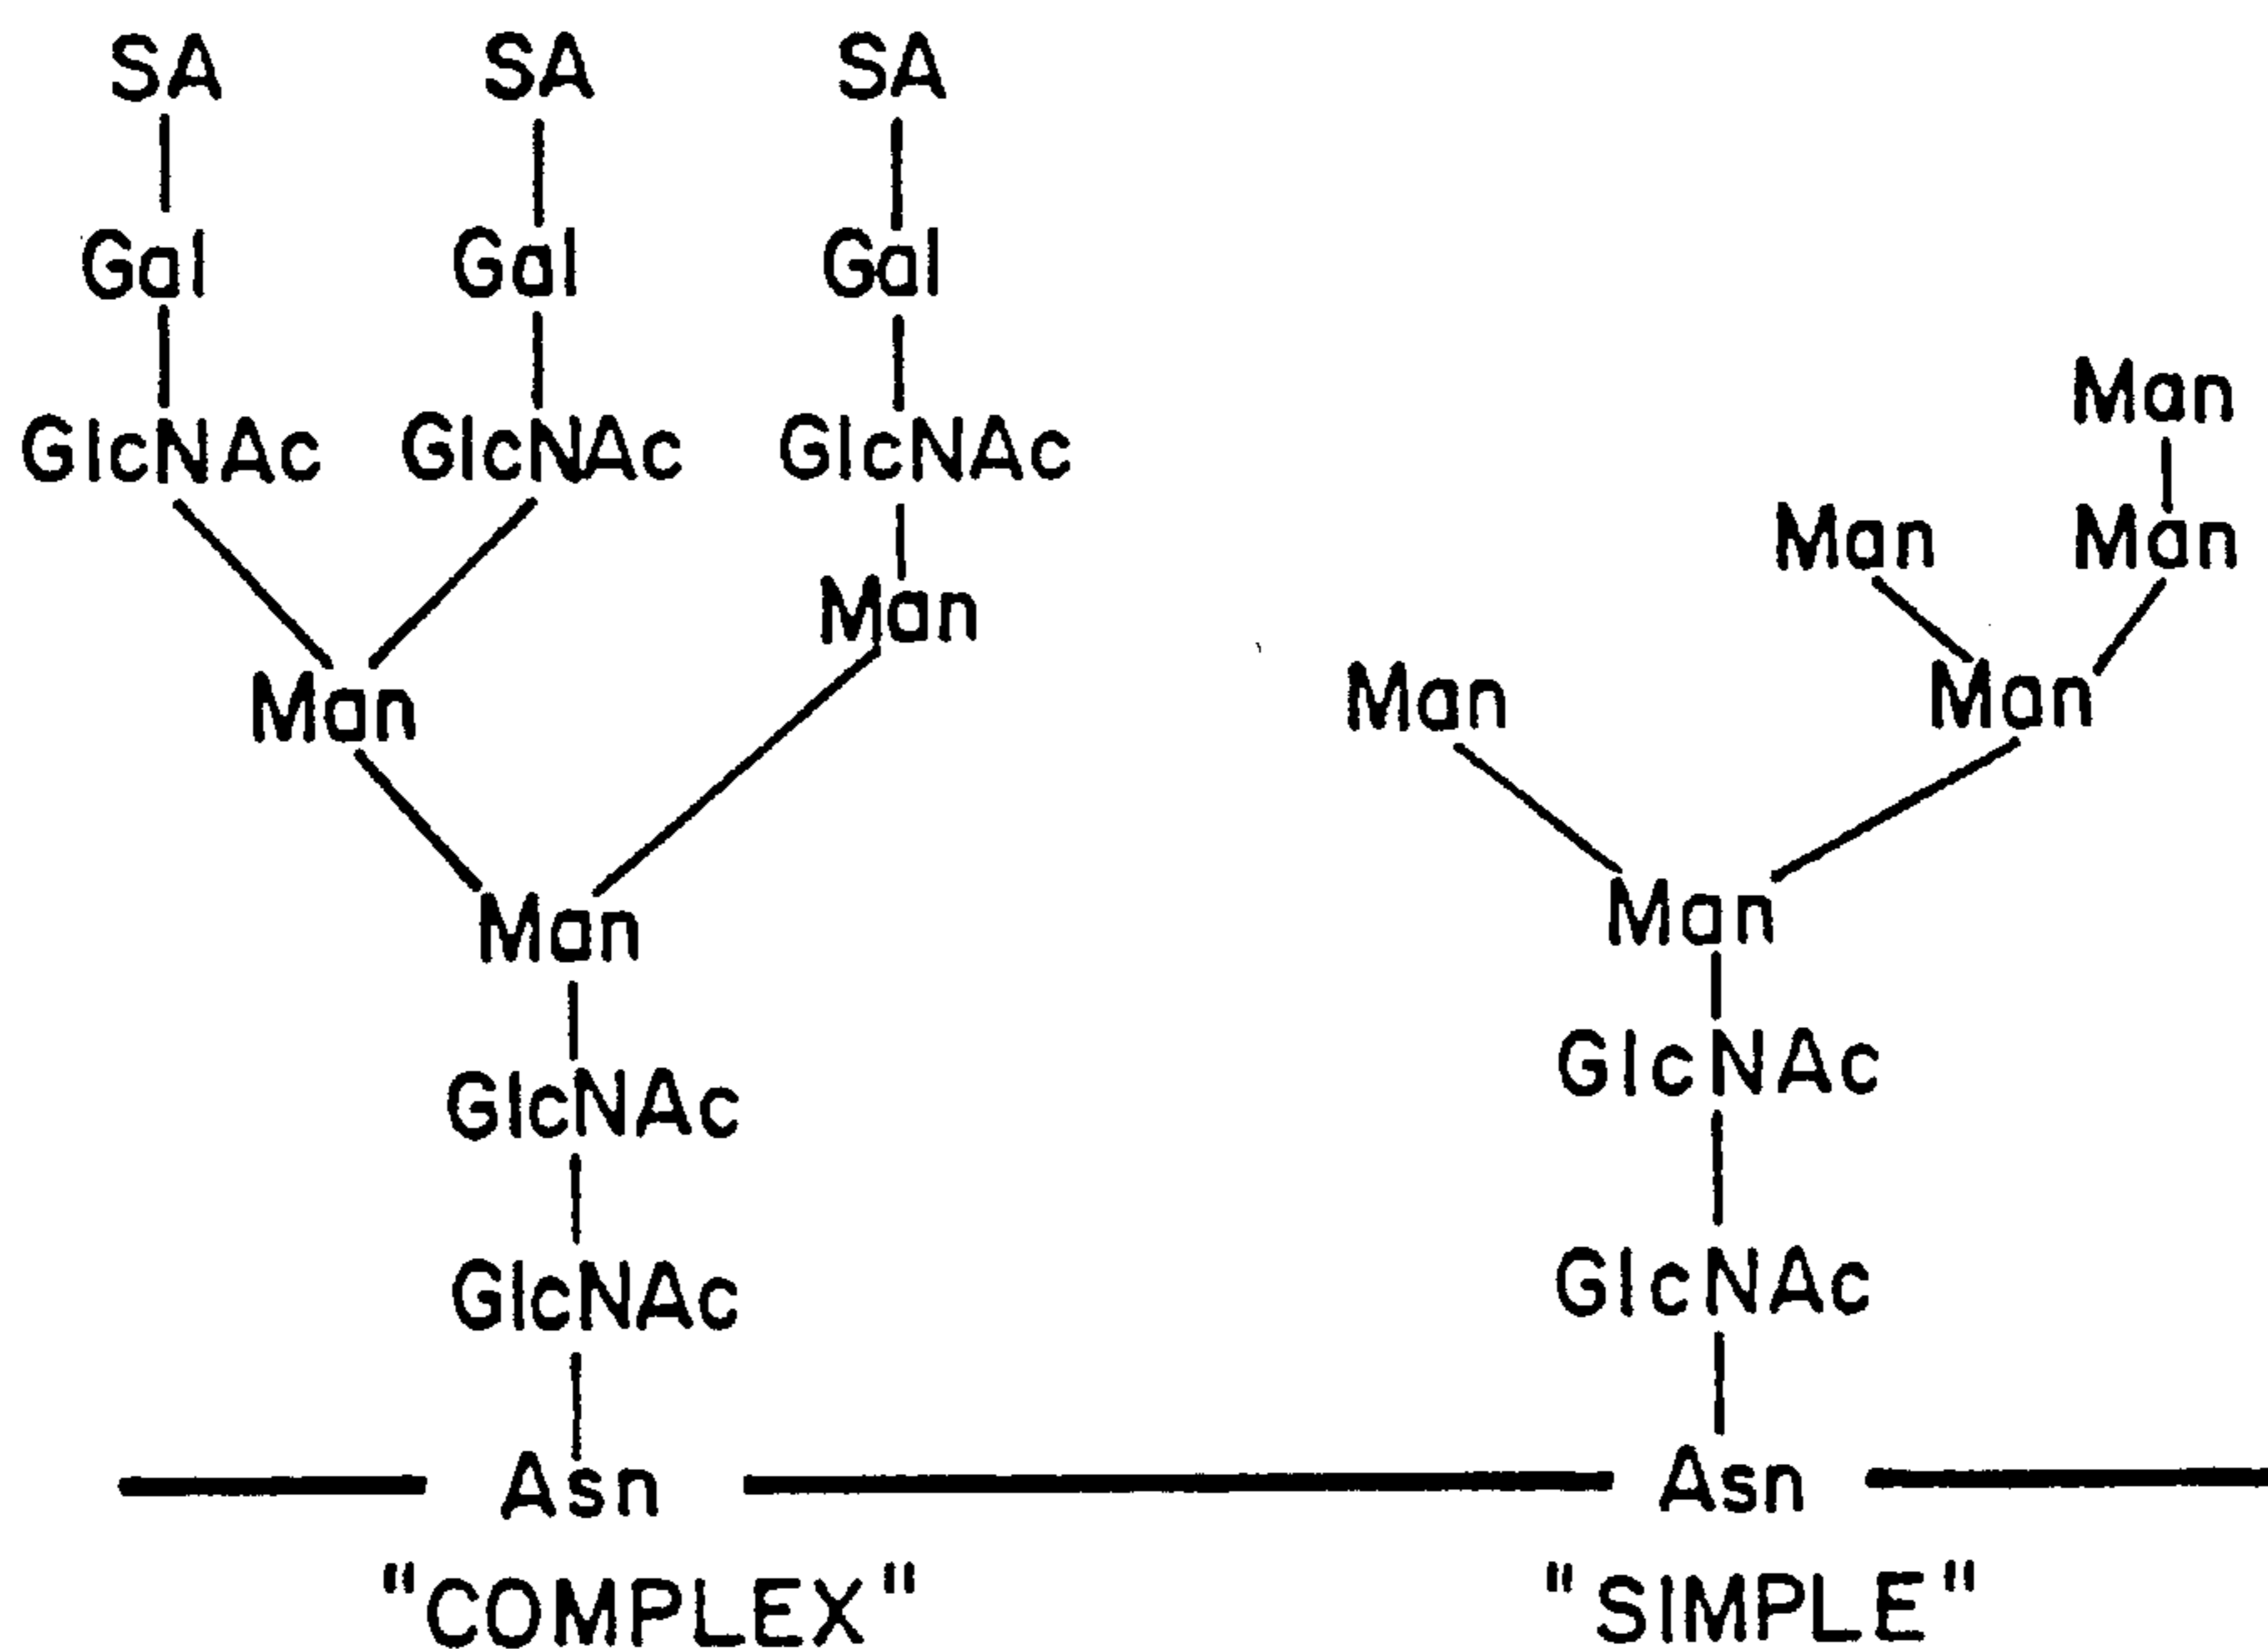 SA SA SA
Gal Gal Gal
Man
GlcNAc GlcNAc GlcNAc
Man Man
Man
Man Man Man
Man Man
GlcNAc
GlcNAc
GlcNAc GlcNAc
Asn Asn
"COMPLEX" "SIMPLE"